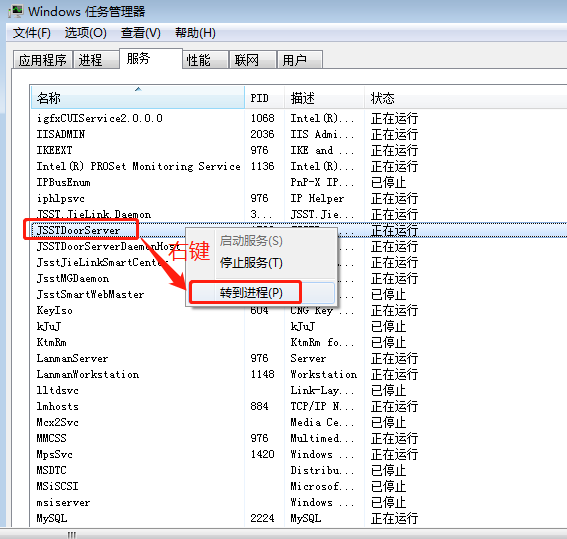 Windows 任务管理器
文件(F) 选项(O) 查看(V) 帮助(H)
应用程序 进程 服务 性能 联网 用户
名称 PID 描述 状态
igfxCUIService2.0.0.0 1068 Intel(R)... 正在运行
IISADMIN 2036 IIS Admi... 正在运行
IKEEXT 976 IKE and ... 正在运行
Intel(R) PROSet Monitoring Service 1136 Intel(R)... 正在运行
IPBusEnum PnP-X IP... 已停止
iphlpsvc 976 IP Helper 正在运行
JSST.JieLink.Daemon 3... JSST.Jie... 正在运行
JSSTDoorServer 正在运行
JSSTDoorServerDaemonHost 正在运行
右键
启动服务(S)
停止服务(T)
转到进程(P)
JsstJieLinkSmartCenter 正在运行
JsstMGDaemon 正在运行
JsstSmartWebMaster 已停止
KeyIso 604 CNG Key ... 正在运行
kJuJ kJuJ 已停止
KtmRm KtmRm fo... 已停止
LanmanServer 976 Server 正在运行
LanmanWorkstation 1148 Workstation 正在运行
lltdsvc Link-Lay... 已停止
lmhosts 884 TCP/IP N... 正在运行
Mcx2Svc Media Ce... 已停止
MMCSS 976 Multimed... 正在运行
MpsSvc 1420 Windows ... 正在运行
MSDTC Distribu... 已停止
MSiSCSI Microsof... 已停止
msiserver Windows ... 已停止
MySQL 2224 MySQL 正在运行